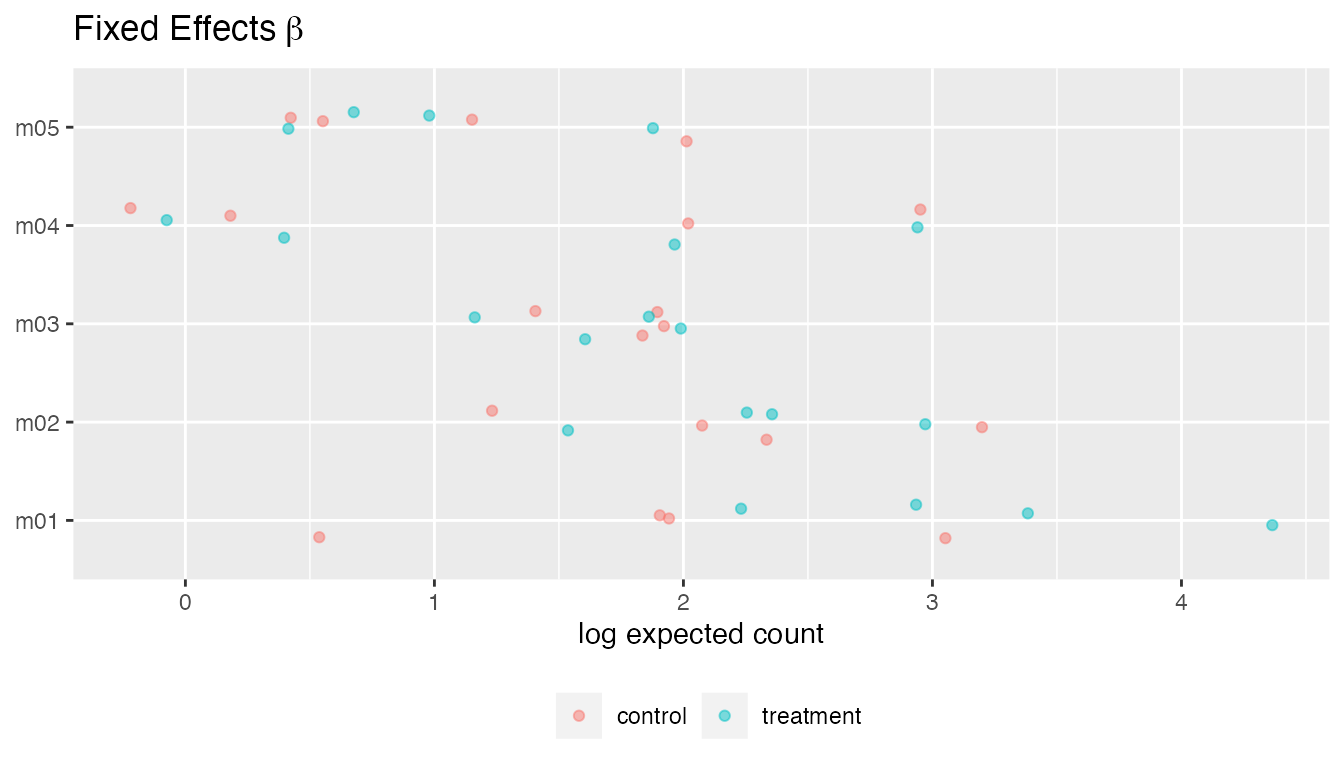 Fixed Effects β
m05
m04
m03
m02
m01
0 1 2 3 4
log expected count
control treatment